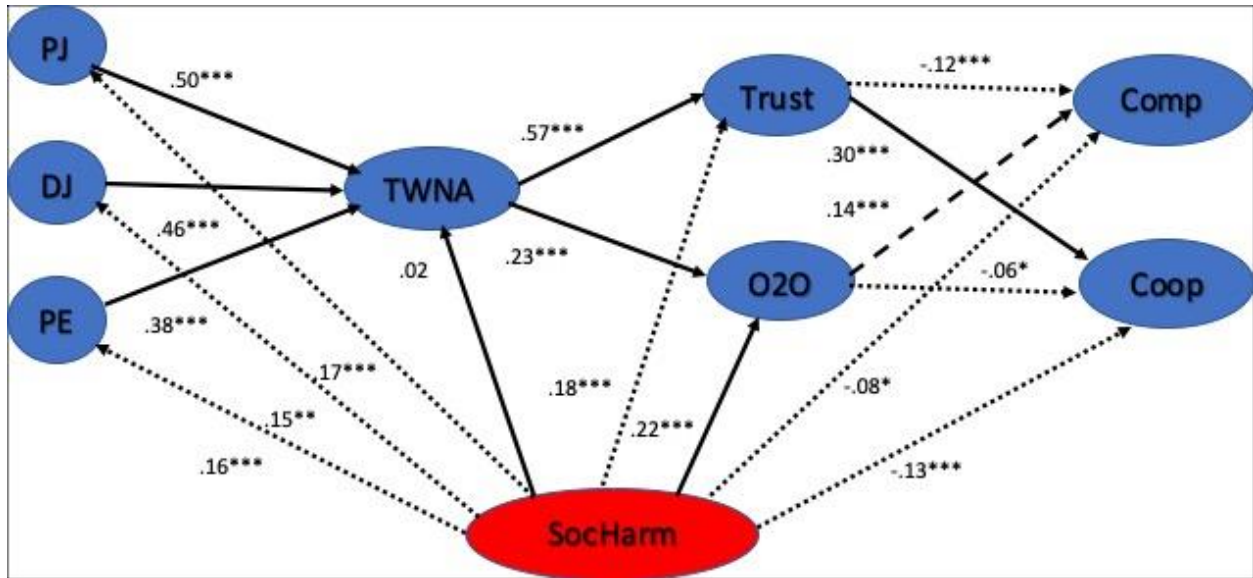 PJ
.50***
Trust
-.12***
Comp
.57***
.30***
DJ
TWNA
.14***
.46***
.02
.23***
O2O
-.06*
Coop
PE
.38***
.17***
.18***
-.08*
.15**
.22***
.16***
-.13***
SocHarm